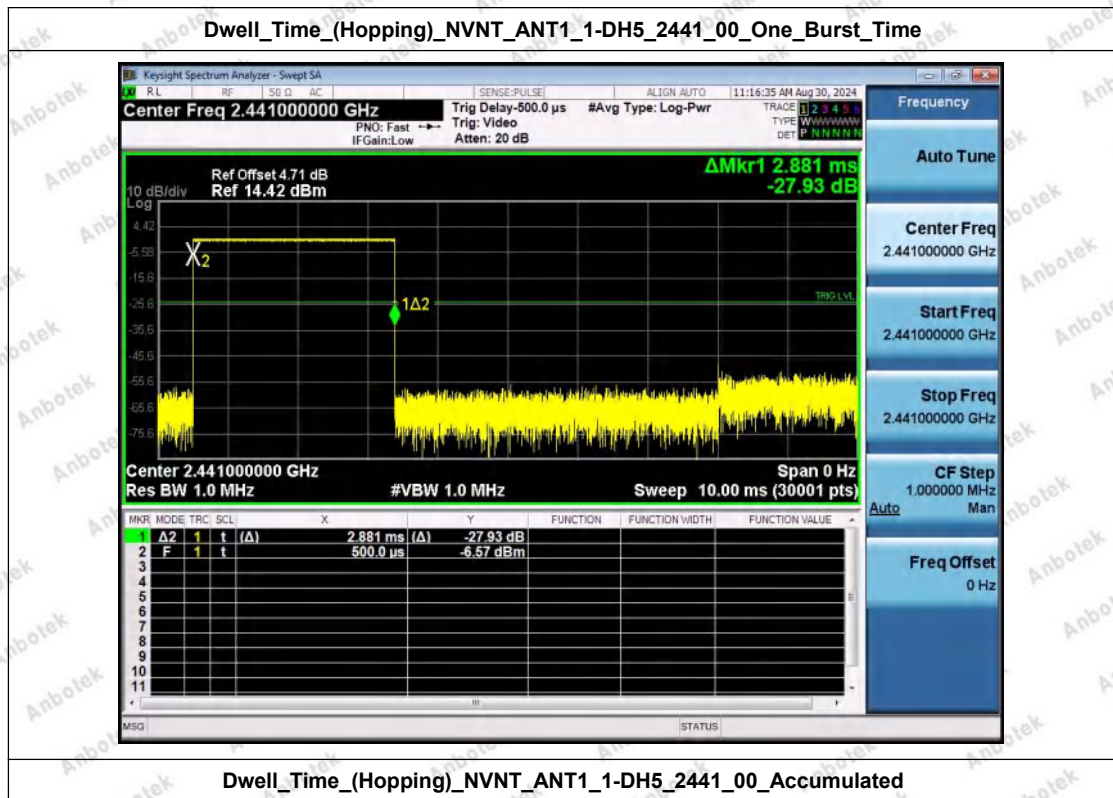 Dwell_Time_(Hopping)_NVNT_ANT1_1-DH5_2441_00_One_Burst_Time
Keysight Spectrum Analyzer - Swept SA
RL RF 50 Ω AC SENSE:PULSE ALIGN AUTO 11:16:35 AM Aug 30, 2024
Center Freq 2.441000000 GHz
PNO: Fast
IFGain:Low
Trig Delay-500.0 µs
Trig: Video
Atten: 20 dB
#Avg Type: Log-Pwr
TRACE 1 2 3 4 5 6
TYPE WWWWWW
DET P NNNNN
Frequency
Auto Tune
Center Freq
2.441000000 GHz
Start Freq
2.441000000 GHz
Stop Freq
2.441000000 GHz
CF Step
1.000000 MHz
Auto Man
Freq Offset
0 Hz
ΔMkr1 2.881 ms
-27.93 dB
Ref Offset 4.71 dB
10 dB/div Ref 14.42 dBm
Log
4.42
-5.58
-15.6
-25.6
-35.6
-45.6
-55.6
-65.6
-75.6
X2
1Δ2
TRIG LVL
Center 2.441000000 GHz Span 0 Hz
Res BW 1.0 MHz #VBW 1.0 MHz Sweep 10.00 ms (30001 pts)
MKR MODE TRC SCL X Y FUNCTION FUNCTION WIDTH FUNCTION VALUE
1 Δ2 1 t (Δ) 2.881 ms (Δ) -27.93 dB
2 F 1 t 500.0 µs -6.57 dBm
3
4
5
6
7
8
9
10
11
MSG STATUS
Dwell_Time_(Hopping)_NVNT_ANT1_1-DH5_2441_00_Accumulated
Anbotek